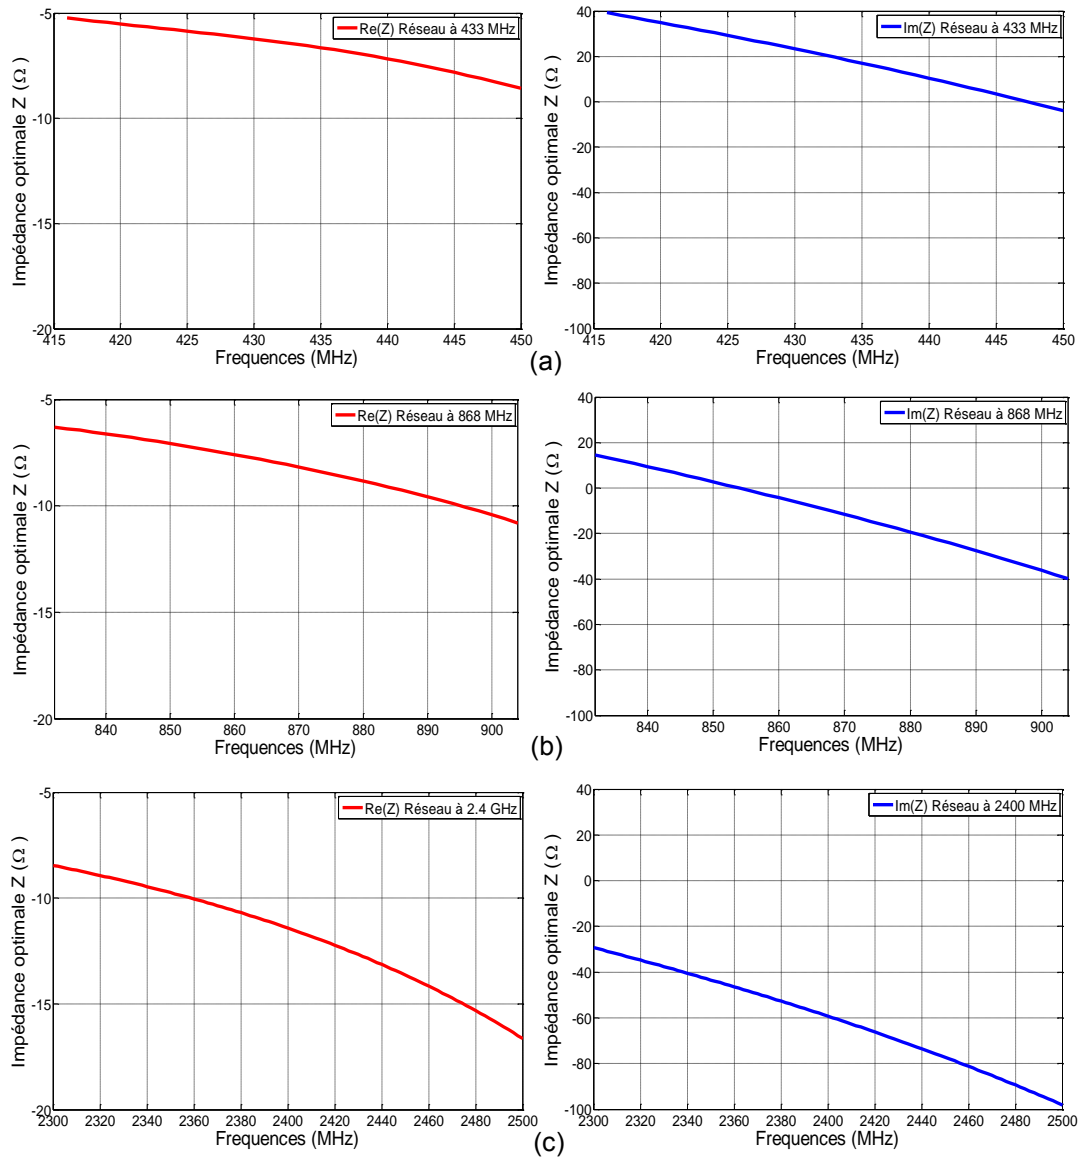 Impédance optimale Z (Ω)
-5
-10
-15
-20
Re(Z) Réseau à 433 MHz
415 420 425 430 435 440 445 450
Frequences (MHz)
Impédance optimale Z (Ω)
40
20
0
-20
-40
-60
-80
-100
Im(Z) Réseau à 433 MHz
415 420 425 430 435 440 445 450
Frequences (MHz)
(a)
Impédance optimale Z (Ω)
-5
-10
-15
-20
Re(Z) Réseau à 868 MHz
840 850 860 870 880 890 900
Frequences (MHz)
Impédance optimale Z (Ω)
40
20
0
-20
-40
-60
-80
-100
Im(Z) Réseau à 868 MHz
840 850 860 870 880 890 900
Frequences (MHz)
(b)
Impédance optimale Z (Ω)
-5
-10
-15
-20
Re(Z) Réseau à 2.4 GHz
2300 2320 2340 2360 2380 2400 2420 2440 2460 2480 2500
Frequences (MHz)
Impédance optimale Z (Ω)
40
20
0
-20
-40
-60
-80
-100
Im(Z) Réseau à 2400 MHz
2300 2320 2340 2360 2380 2400 2420 2440 2460 2480 2500
Frequences (MHz)
(c)